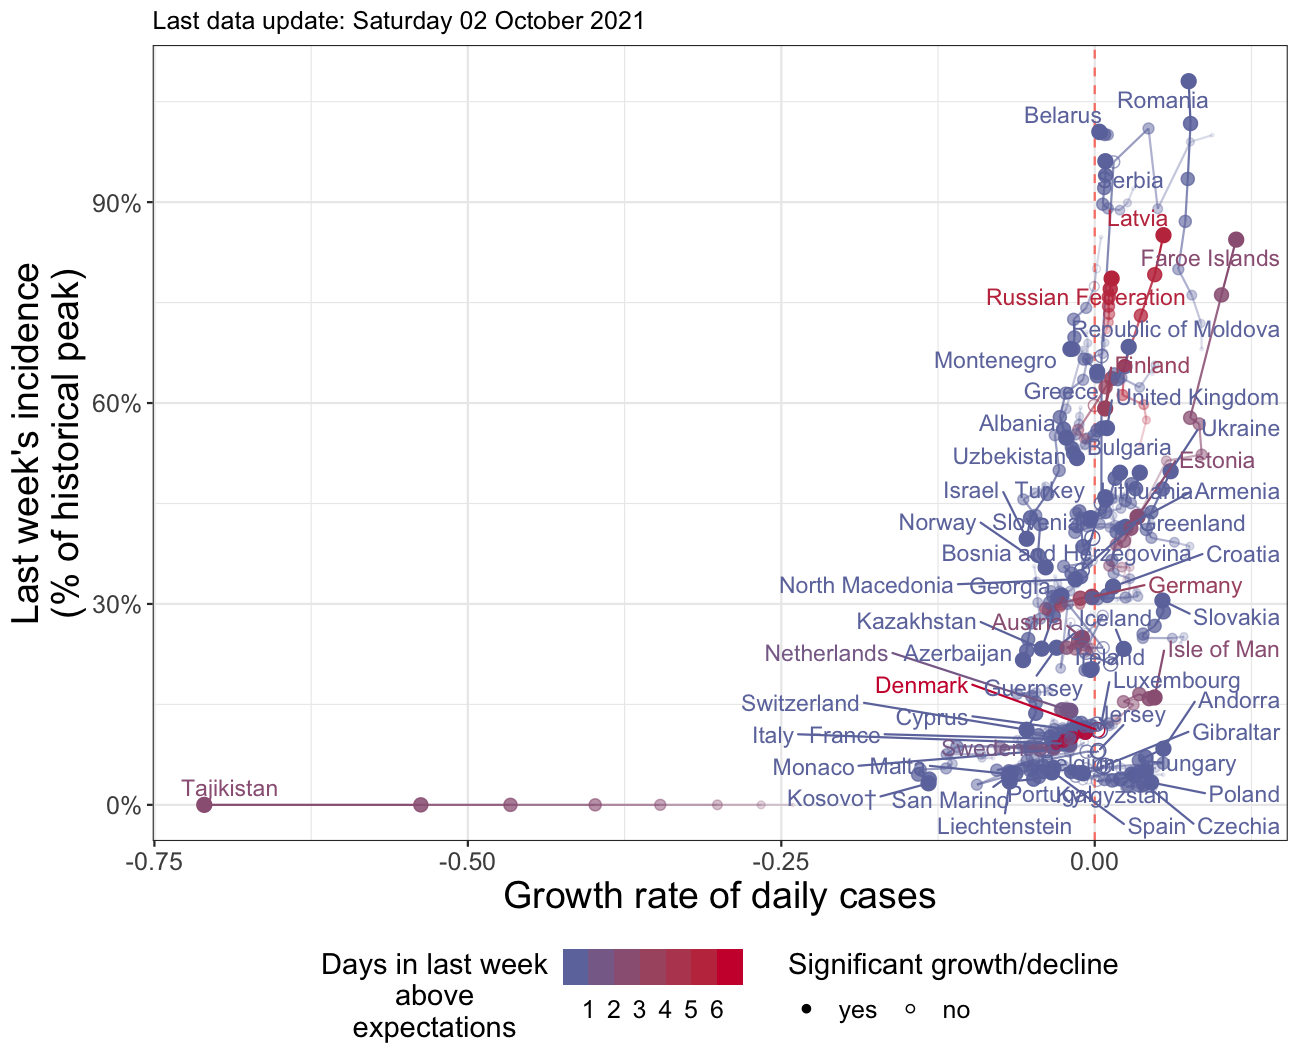 Last data update: Saturday 02 October 2021
Last week's incidence
(% of historical peak)
90%
60%
30%
0%
Romania
Belarus
Serbia
Latvia
Faroe Islands
Russian Federation
Republic of Moldova
Montenegro
Finland
Greece
United Kingdom
Albania
Ukraine
Bulgaria
Uzbekistan
Estonia
Israel
Turkey
Lithuania
Armenia
Norway
Slovenia
Greenland
Bosnia and Herzegovina
Croatia
North Macedonia
Georgia
Germany
Kazakhstan
Austria
Iceland
Slovakia
Netherlands
Azerbaijan
Ireland
Isle of Man
Denmark
Guernsey
Luxembourg
Switzerland
Andorra
Cyprus
Jersey
Italy
France
Gibraltar
Sweden
Monaco
Malta
Belgium
Hungary
Tajikistan
Kosovo†
San Marino
Portugal
Kyrgyzstan
Poland
Liechtenstein
Spain
Czechia
-0.75
-0.50
-0.25
0.00
Growth rate of daily cases
Days in last week
above
expectations
1 2 3 4 5 6
Significant growth/decline
yes
no